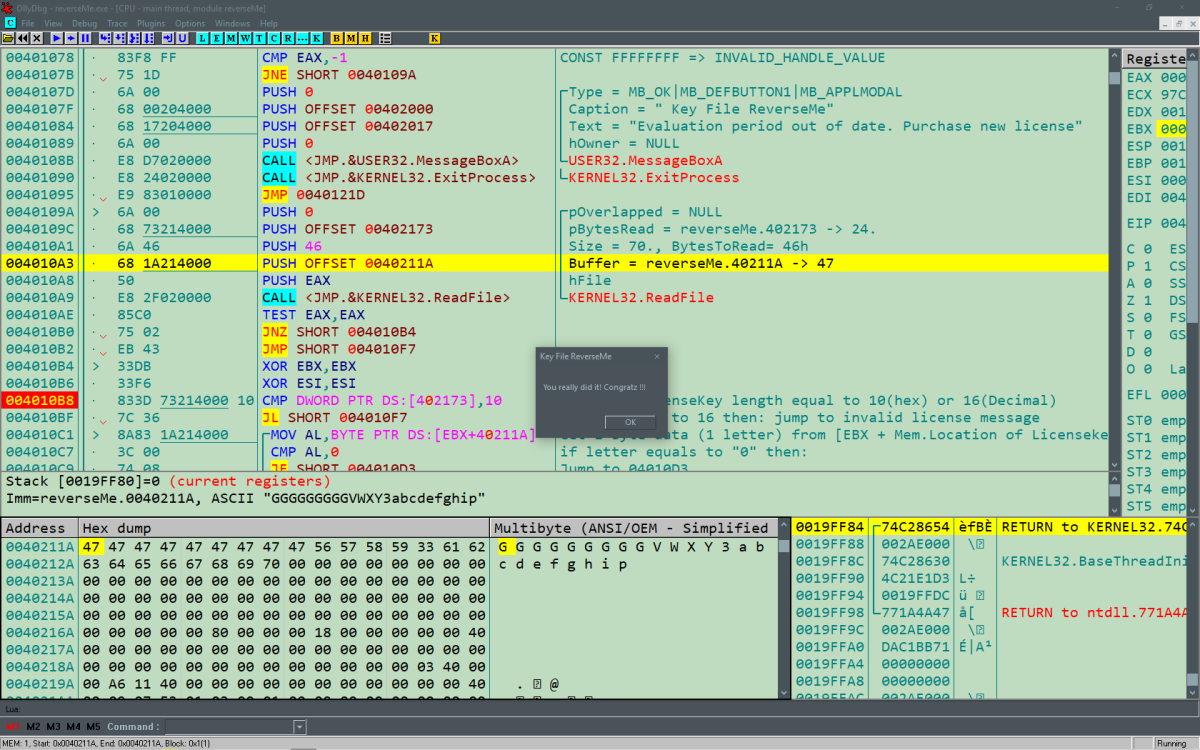 OllyDbg - reverseMe.exe - [CPU - main thread, module reverseMe]
C File View Debug Trace Plugins Options Windows Help
L E M W T C R ... K B M H K
00401078 · 83F8 FF CMP EAX,-1 CONST FFFFFFFF => INVALID_HANDLE_VALUE
0040107B · 75 1D JNE SHORT 0040109A
0040107D · 6A 00 PUSH 0 Type = MB_OK|MB_DEFBUTTON1|MB_APPLMODAL
0040107F · 68 00204000 PUSH OFFSET 00402000 Caption = " Key File ReverseMe"
00401084 · 68 17204000 PUSH OFFSET 00402017 Text = "Evaluation period out of date. Purchase new license"
00401089 · 6A 00 PUSH 0 hOwner = NULL
0040108B · E8 D7020000 CALL <JMP.&USER32.MessageBoxA> USER32.MessageBoxA
00401090 · E8 24020000 CALL <JMP.&KERNEL32.ExitProcess> KERNEL32.ExitProcess
00401095 · E9 83010000 JMP 0040121D
0040109A > 6A 00 PUSH 0 pOverlapped = NULL
0040109C · 68 73214000 PUSH OFFSET 00402173 pBytesRead = reverseMe.402173 -> 24.
004010A1 · 6A 46 PUSH 46 Size = 70., BytesToRead= 46h
004010A3 · 68 1A214000 PUSH OFFSET 0040211A Buffer = reverseMe.40211A -> 47
004010A8 · 50 PUSH EAX hFile
004010A9 · E8 2F020000 CALL <JMP.&KERNEL32.ReadFile> KERNEL32.ReadFile
004010AE · 85C0 TEST EAX,EAX
004010B0 · 75 02 JNZ SHORT 004010B4
004010B2 · EB 43 JMP SHORT 004010F7
004010B4 > 33DB XOR EBX,EBX
004010B6 · 33F6 XOR ESI,ESI
004010B8 · 833D 73214000 10 CMP DWORD PTR DS:[402173],10 enseKey length equal to 10(hex) or 16(Decimal)
004010BF · 7C 36 JL SHORT 004010F7 to 16 then: jump to invalid license message
004010C1 > 8A83 1A214000 MOV AL,BYTE PTR DS:[EBX+40211A] (1 letter) from [EBX + Mem.Location of Licenseke
004010C7 · 3C 00 CMP AL,0 if letter equals to "0" then:
004010C9 · 74 08 JE SHORT 004010D3 Jump to 04010D3
Registe
EAX 000
ECX 97C
EDX 001
EBX 000
ESP 001
EBP 001
ESI 000
EDI 004
EIP 004
C 0 ES
P 1 CS
A 0 SS
Z 1 DS
S 0 FS
T 0 GS
D 0
O 0 La
EFL 000
ST0 emp
ST1 emp
ST2 emp
ST3 emp
ST4 emp
ST5 emp
Key File ReverseMe
You really did it! Congratz !!!
OK
Stack [0019FF80]=0 (current registers)
Imm=reverseMe.0040211A, ASCII "GGGGGGGGGVWXY3abcdefghip"
Address Hex dump Multibyte (ANSI/OEM - Simplified
0040211A 47 47 47 47 47 47 47 47 47 56 57 58 59 33 61 62 G G G G G G G G G V W X Y 3 a b
0040212A 63 64 65 66 67 68 69 70 00 00 00 00 00 00 00 00 c d e f g h i p
0040213A 00 00 00 00 00 00 00 00 00 00 00 00 00 00 00 00
0040214A 00 00 00 00 00 00 00 00 00 00 00 00 00 00 00 00
0040215A 00 00 00 00 00 00 00 00 00 00 00 00 00 00 00 00
0040216A 00 00 00 00 00 80 00 00 00 18 00 00 00 00 00 40
0040217A 00 00 00 00 00 00 00 00 00 00 00 00 00 00 00 00
0040218A 00 00 00 00 00 00 00 00 00 00 00 00 00 03 40 00
0040219A 00 A6 11 40 00 00 00 00 00 00 00 00 00 00 00 40 . @
0019FF84 74C28654 èfBÈ RETURN to KERNEL32.74C
0019FF88 002AE000 \
0019FF8C 74C28630 KERNEL32.BaseThreadIni
0019FF90 4C21E1D3 L÷
0019FF94 0019FFDC ü
0019FF98 771A4A47 å[ RETURN to ntdll.771A4A
0019FF9C 002AE000 \
0019FFA0 DAC1BB71 É|A¹
0019FFA4 00000000
0019FFA8 00000000
0019FFAC 002AE000 \
Lua:
M1 M2 M3 M4 M5 Command :
MEM: 1, Start: 0x0040211A, End: 0x0040211A, Block: 0x1(1) Running